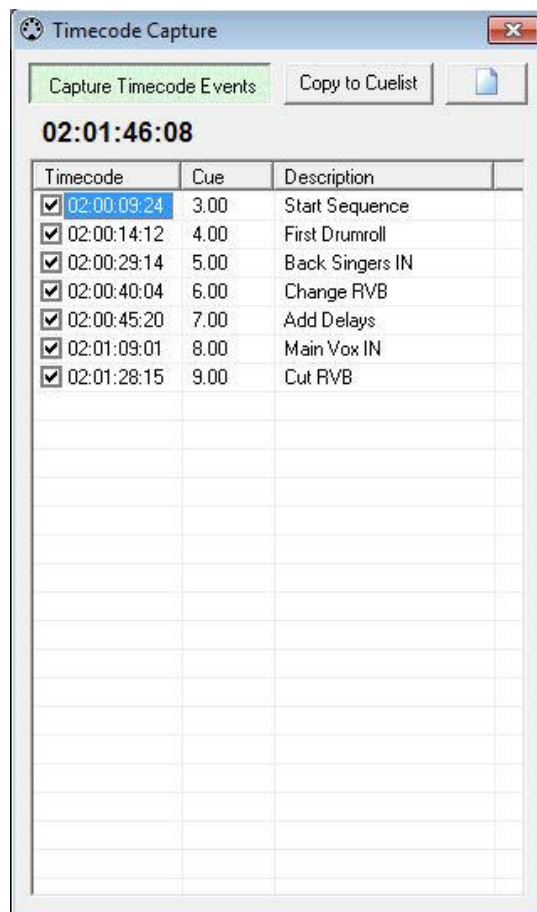 Timecode Capture
Capture Timecode Events Copy to Cuelist
02:01:46:08
Timecode Cue Description
02:00:09:24 3.00 Start Sequence
02:00:14:12 4.00 First Drumroll
02:00:29:14 5.00 Back Singers IN
02:00:40:04 6.00 Change RVB
02:00:45:20 7.00 Add Delays
02:01:09:01 8.00 Main Vox IN
02:01:28:15 9.00 Cut RVB